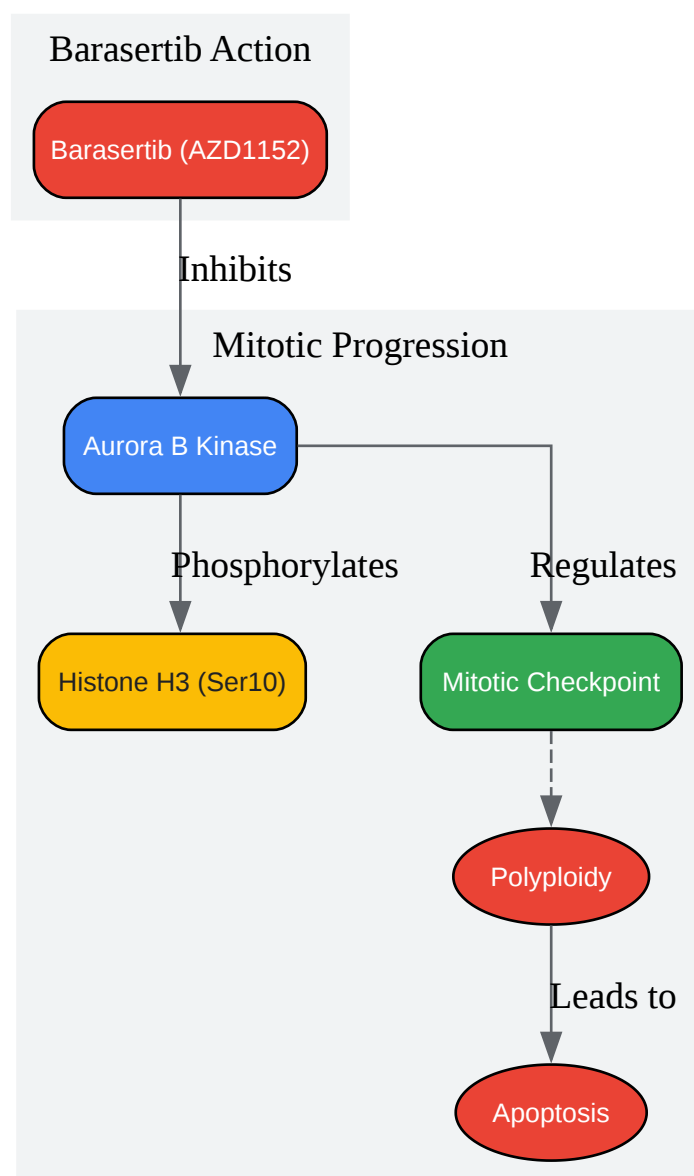 Barasertib Action
Barasertib (AZD1152)
Inhibits
Mitotic Progression
Aurora B Kinase
Phosphorylates
Regulates
Histone H3 (Ser10)
Mitotic Checkpoint
Polyploidy
Leads to
Apoptosis